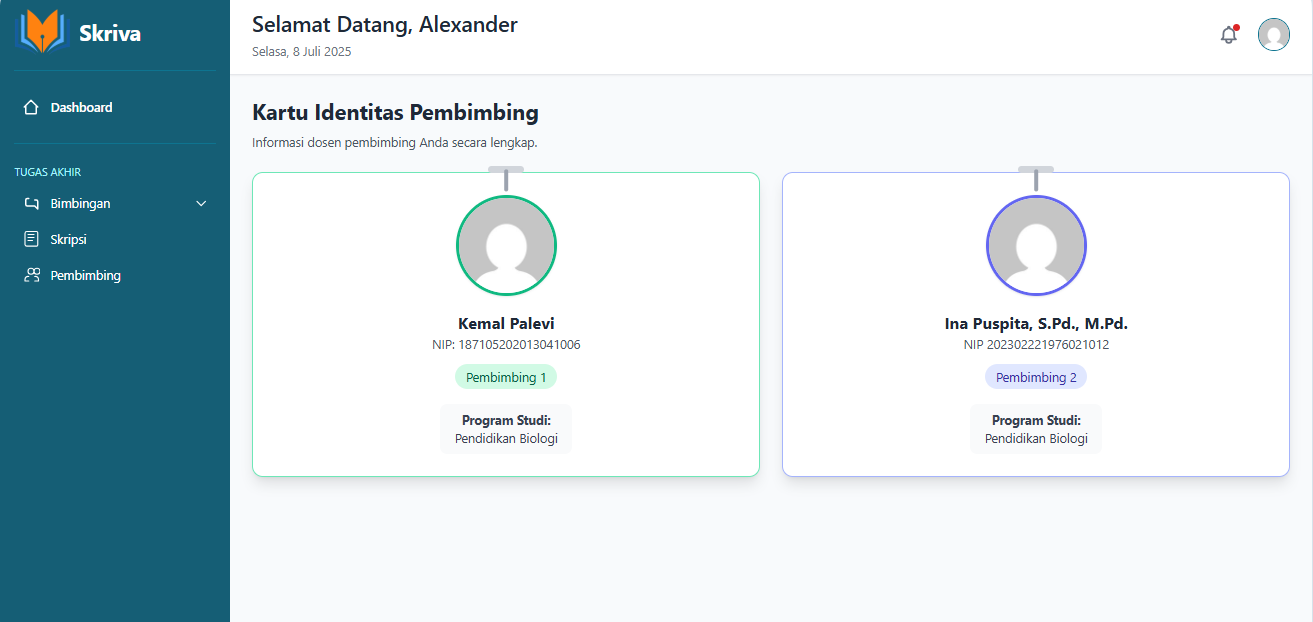 Skriva
Selamat Datang, Alexander
Selasa, 8 Juli 2025
Dashboard
TUGAS AKHIR
Bimbingan
Skripsi
Pembimbing
Kartu Identitas Pembimbing
Informasi dosen pembimbing Anda secara lengkap.
Kemal Palevi
NIP: 187105202013041006
Pembimbing 1
Program Studi:
Pendidikan Biologi
Ina Puspita, S.Pd., M.Pd.
NIP 202302221976021012
Pembimbing 2
Program Studi:
Pendidikan Biologi